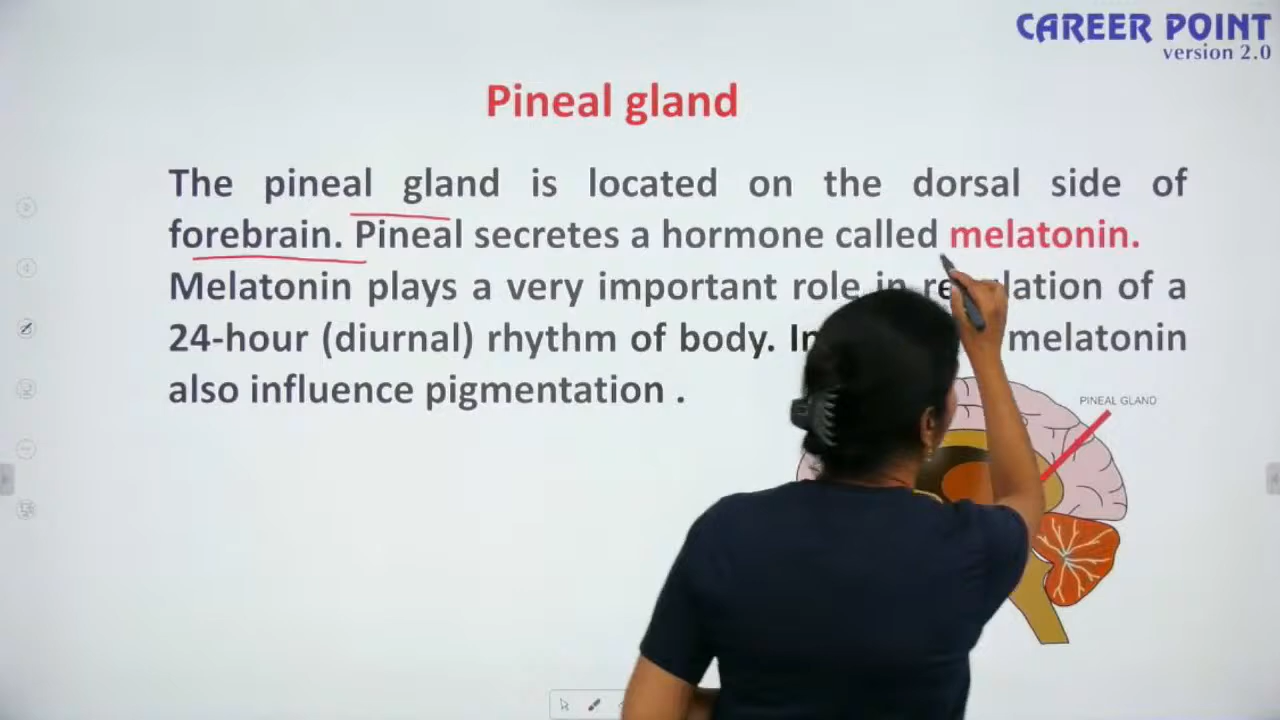 CAREER POINT
version 2.0
Pineal gland
The pineal gland is located on the dorsal side of
forebrain. Pineal secretes a hormone called melatonin.
Melatonin plays a very important role in of a
24-hour (diurnal) rhythm of body. melatonin
also influence pigmentation .
PINEAL GLAND